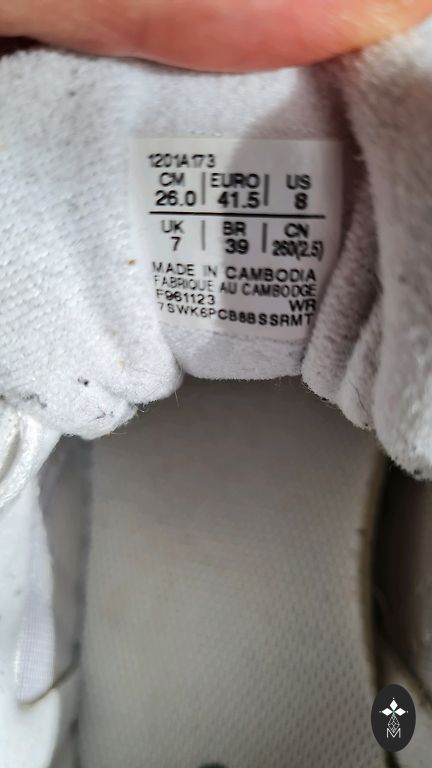 1201A173
CM | EURO | US
26.0 | 41.5 | 8
UK | BR | CN
7 | 39 | 260(2.5)
MADE IN CAMBODIA
FABRIQUE AU CAMBODGE
F961123 WR
7SWK6PCB8BSSRMT
M